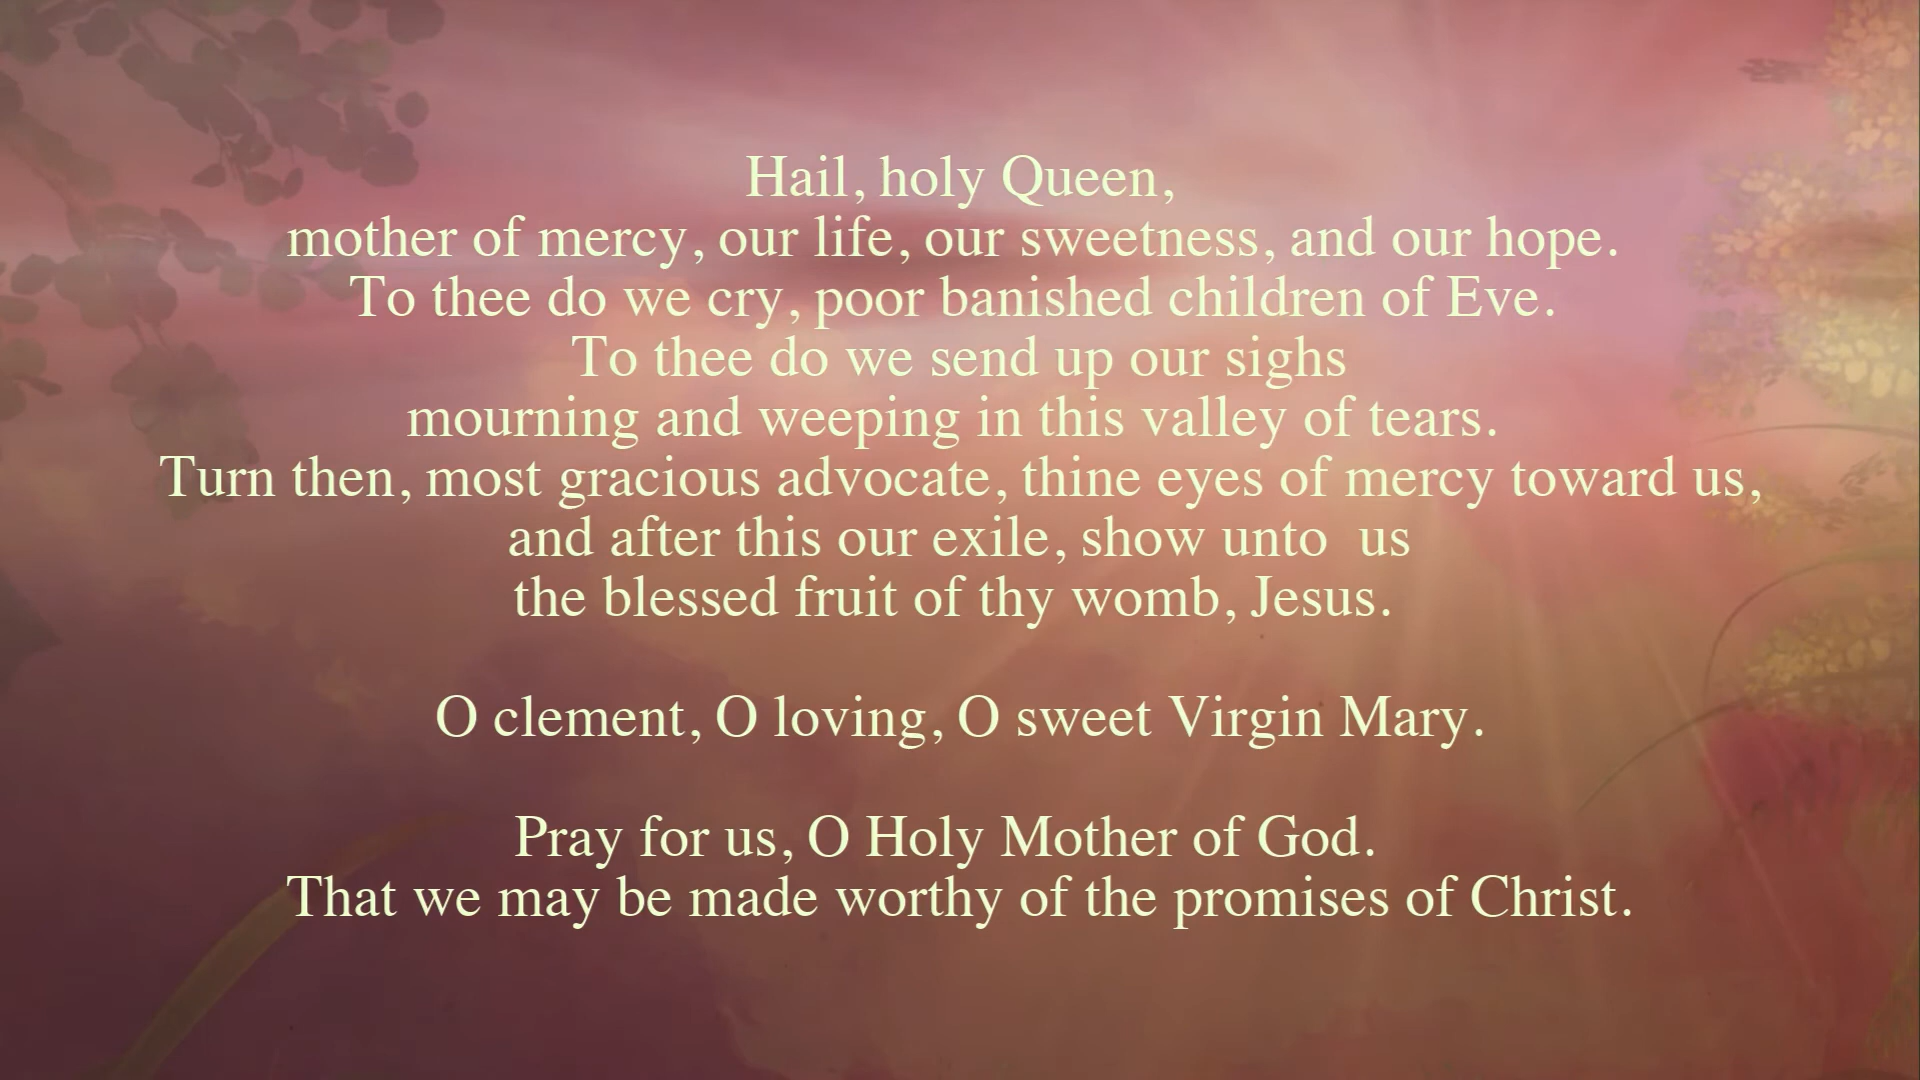 Hail, holy Queen,
mother of mercy, our life, our sweetness, and our hope.
To thee do we cry, poor banished children of Eve.
To thee do we send up our sighs
mourning and weeping in this valley of tears.
Turn then, most gracious advocate, thine eyes of mercy toward us,
and after this our exile, show unto  us
the blessed fruit of thy womb, Jesus.
O clement, O loving, O sweet Virgin Mary.
Pray for us, O Holy Mother of God.
That we may be made worthy of the promises of Christ.